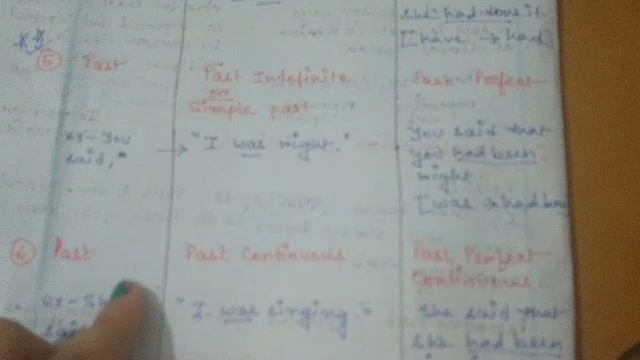 she had done it.
[have → had]
⑤ Past
Past Indefinite
or
Simple past
Past Perfect
ex- You
said,"
→ "I was right."
You said that
you had been
right.
[was → had been
⑥ Past
Past Continuous
Past Perfect
Continuous
ex-
"I was singing."
She said that
she had been